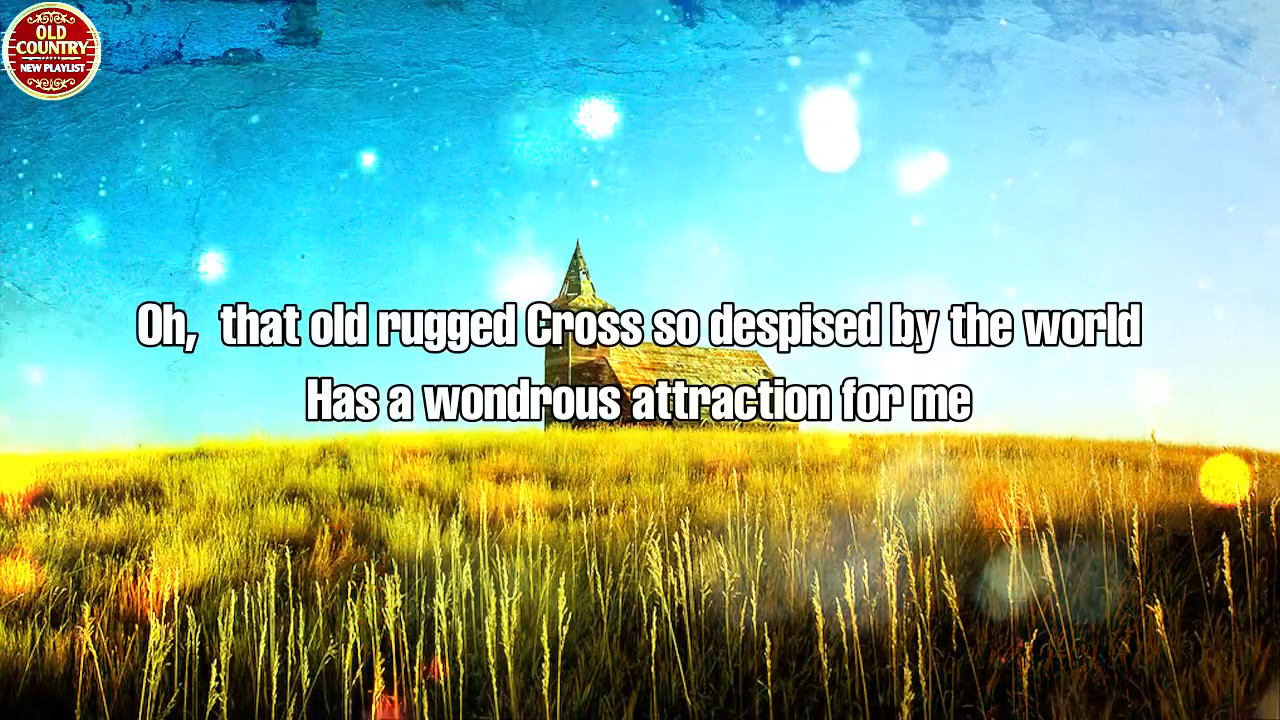 OLD
COUNTRY
NEW PLAYLIST
Oh, that old rugged Cross so despised by the world
Has a wondrous attraction for me